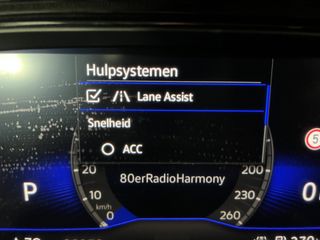 Hulpsystemen
Lane Assist
Snelheid
ACC
20 200
P 80erRadioHarmony
10 230
km/h
0 260